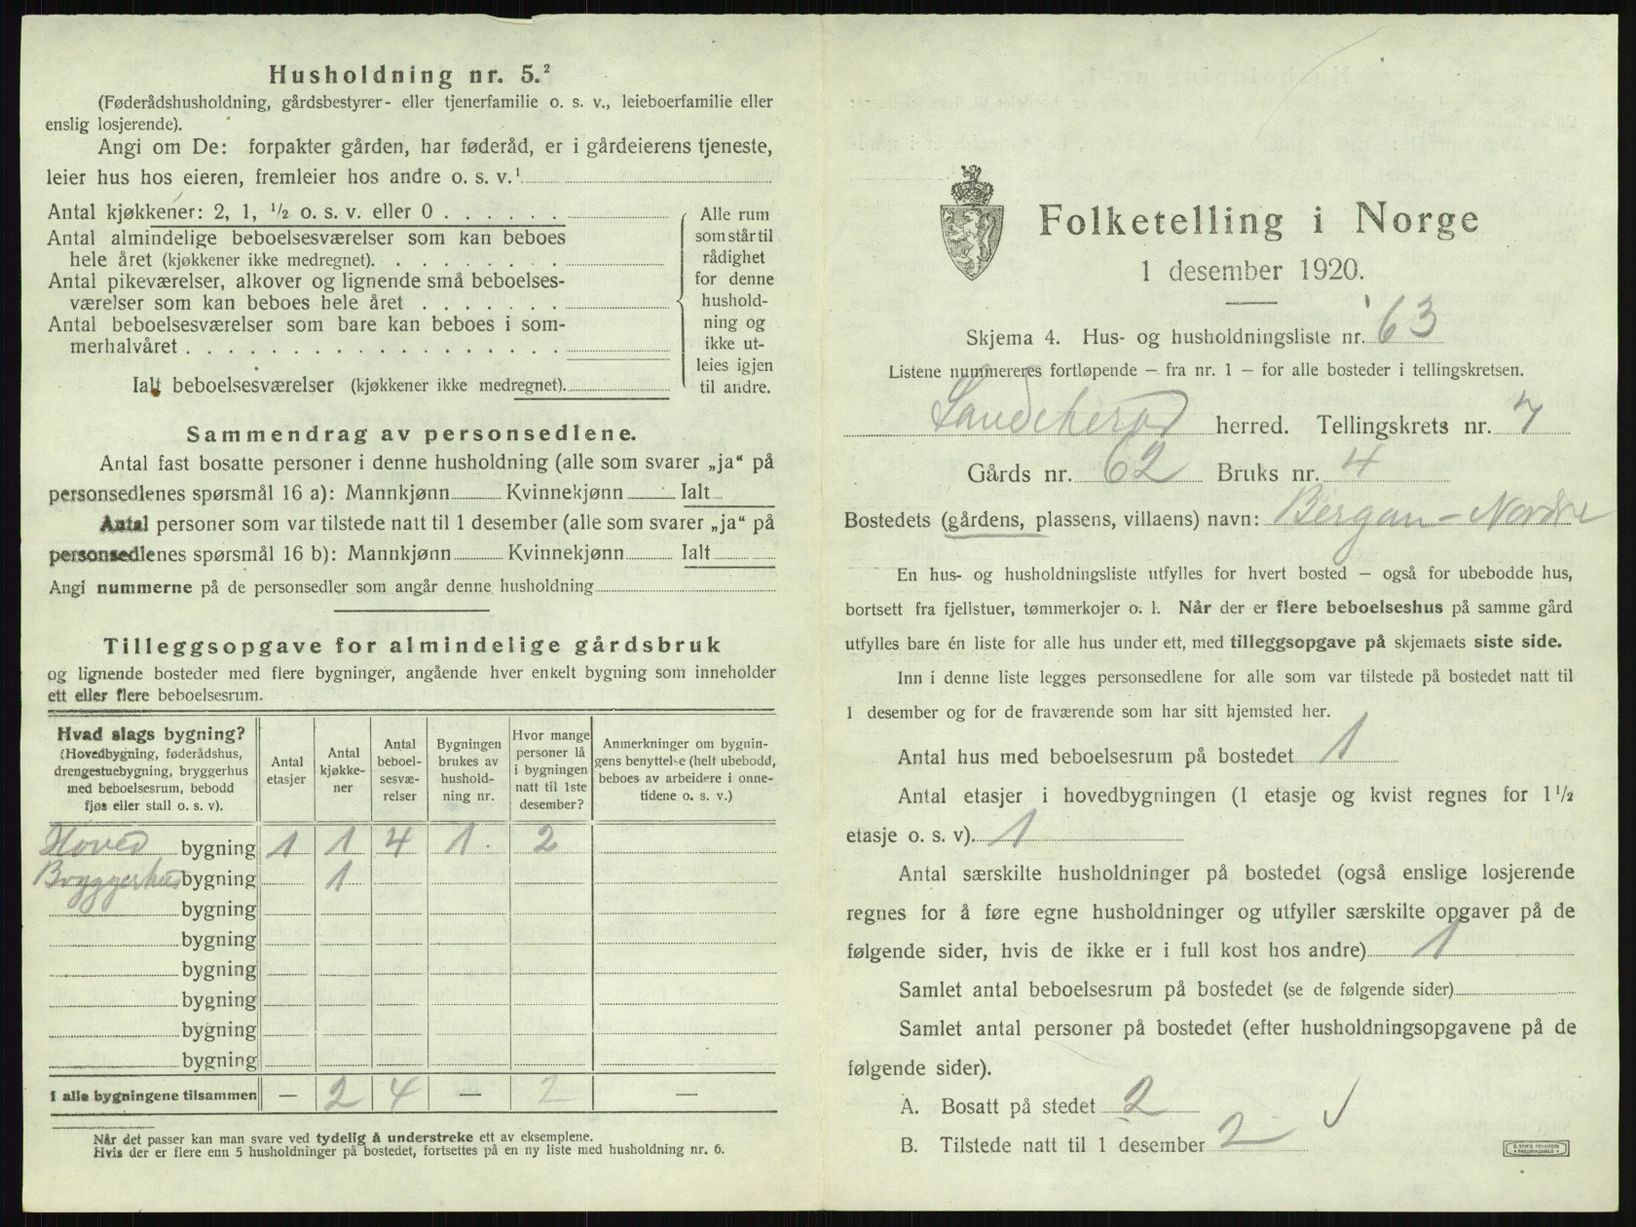 Husholdning nr. 5.²
(Føderådshusholdning, gårdsbestyrer- eller tjenerfamilie o. s. v., leieboerfamilie eller
enslig losjerende).
Angi om De: forpakter gården, har føderåd, er i gårdeierens tjeneste,
leier hus hos eieren, fremleier hos andre o. s. v.¹
Antal kjøkkener: 2, 1, ½ o. s. v. eller 0 . . . . . .
Antal almindelige beboelsesværelser som kan beboes
hele året (kjøkkener ikke medregnet). . . . . . . . .
Antal pikeværelser, alkover og lignende små beboelses-
værelser som kan beboes hele året . . . . . . .
Antal beboelsesværelser som bare kan beboes i som-
merhalvåret . . . . . . . . . . . . . . . . . .
Ialt beboelsesværelser (kjøkkener ikke medregnet).
Alle rum
som står til
rådighet
for denne
hushold-
ning og
ikke ut-
leies igjen
til andre.
Sammendrag av personsedlene.
Antal fast bosatte personer i denne husholdning (alle som svarer „ja“ på
personsedlenes spørsmål 16 a): Mannkjønn Kvinnekjønn Ialt
Antal personer som var tilstede natt til 1 desember (alle som svarer „ja“ på
personsedlenes spørsmål 16 b): Mannkjønn Kvinnekjønn Ialt
Angi nummerne på de personsedler som angår denne husholdning
Tilleggsopgave for almindelige gårdsbruk
og lignende bosteder med flere bygninger, angående hver enkelt bygning som inneholder
ett eller flere beboelsesrum.
Hvad slags bygning?
(Hovedbygning, føderådshus,
drengestuebygning, bryggerhus
med beboelsesrum, bebodd
fjøs eller stall o. s. v).
Antal
etasjer
Antal
kjøkke-
ner
Antal
beboel-
sesvæ-
relser
Bygningen
brukes av
hushold-
ning nr.
Hvor mange
personer lå
i bygningen
natt til 1ste
desember?
Anmerkninger om bygnin-
gens benyttelse (helt ubebodd,
beboes av arbeidere i onne-
tidene o. s. v.)
Hoved bygning 1 1 4 1 2
Bryggerhus bygning 1
bygning
bygning
bygning
bygning
bygning
bygning
I alle bygningene tilsammen — 2 4 — 2 —
Når det passer kan man svare ved tydelig å understreke ett av eksemplene.
Hvis der er flere enn 5 husholdninger på bostedet, fortsettes på en ny liste med husholdning nr. 6.
Folketelling i Norge
1 desember 1920.
Skjema 4. Hus- og husholdningsliste nr. 63
Listene nummereres fortløpende — fra nr. 1 — for alle bosteder i tellingskretsen.
Sandeherad herred. Tellingskrets nr. 7
Gårds nr. 62 Bruks nr. 4
Bostedets (gårdens, plassens, villaens) navn: Bergan - Nordre
En hus- og husholdningsliste utfylles for hvert bosted — også for ubebodde hus,
bortsett fra fjellstuer, tømmerkojer o. l. Når der er flere beboelseshus på samme gård
utfylles bare én liste for alle hus under ett, med tilleggsopgave på skjemaets siste side.
Inn i denne liste legges personsedlene for alle som var tilstede på bostedet natt til
1 desember og for de fraværende som har sitt hjemsted her.
Antal hus med beboelsesrum på bostedet 1
Antal etasjer i hovedbygningen (1 etasje og kvist regnes for 1 ½
etasje o. s. v). 1
Antal særskilte husholdninger på bostedet (også enslige losjerende
regnes for å føre egne husholdninger og utfyller særskilte opgaver på de
følgende sider, hvis de ikke er i full kost hos andre) 1
Samlet antal beboelsesrum på bostedet (se de følgende sider)
Samlet antal personer på bostedet (efter husholdningsopgavene på de
følgende sider).
A. Bosatt på stedet 2
B. Tilstede natt til 1 desember 2